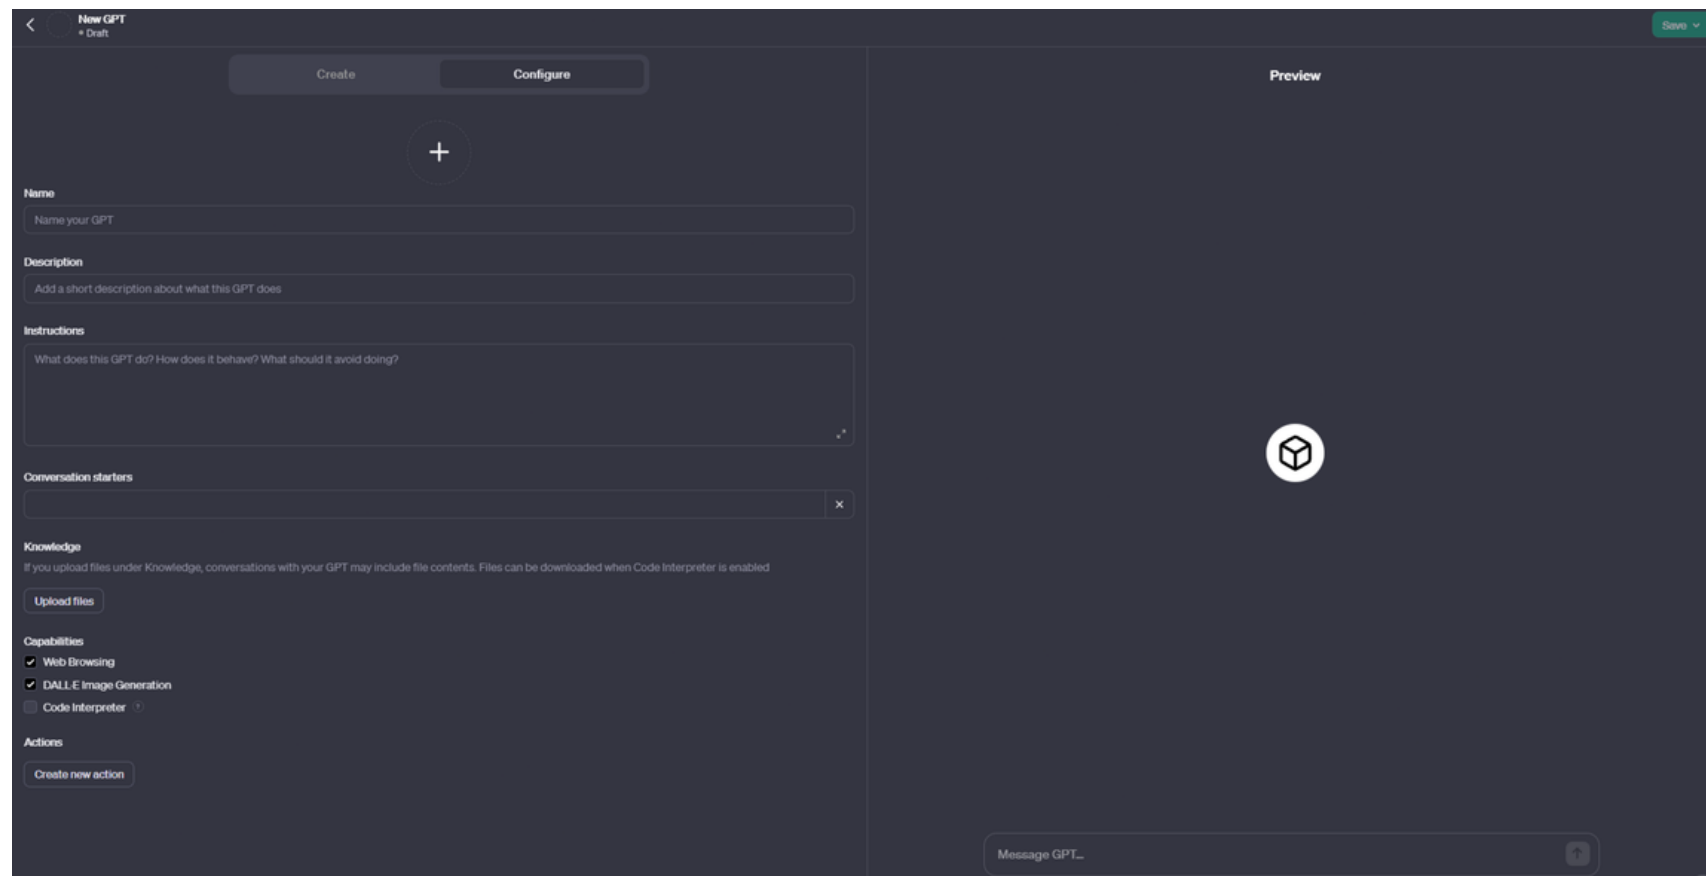 New GPT
Draft
Save
Create
Configure
Preview
Name
Name your GPT
Description
Add a short description about what this GPT does
Instructions
What does this GPT do? How does it behave? What should it avoid doing?
Conversation starters
Knowledge
If you upload files under Knowledge, conversations with your GPT may include file contents. Files can be downloaded when Code Interpreter is enabled
Upload files
Capabilities
Web Browsing
DALL·E Image Generation
Code Interpreter ?
Actions
Create new action
Message GPT…